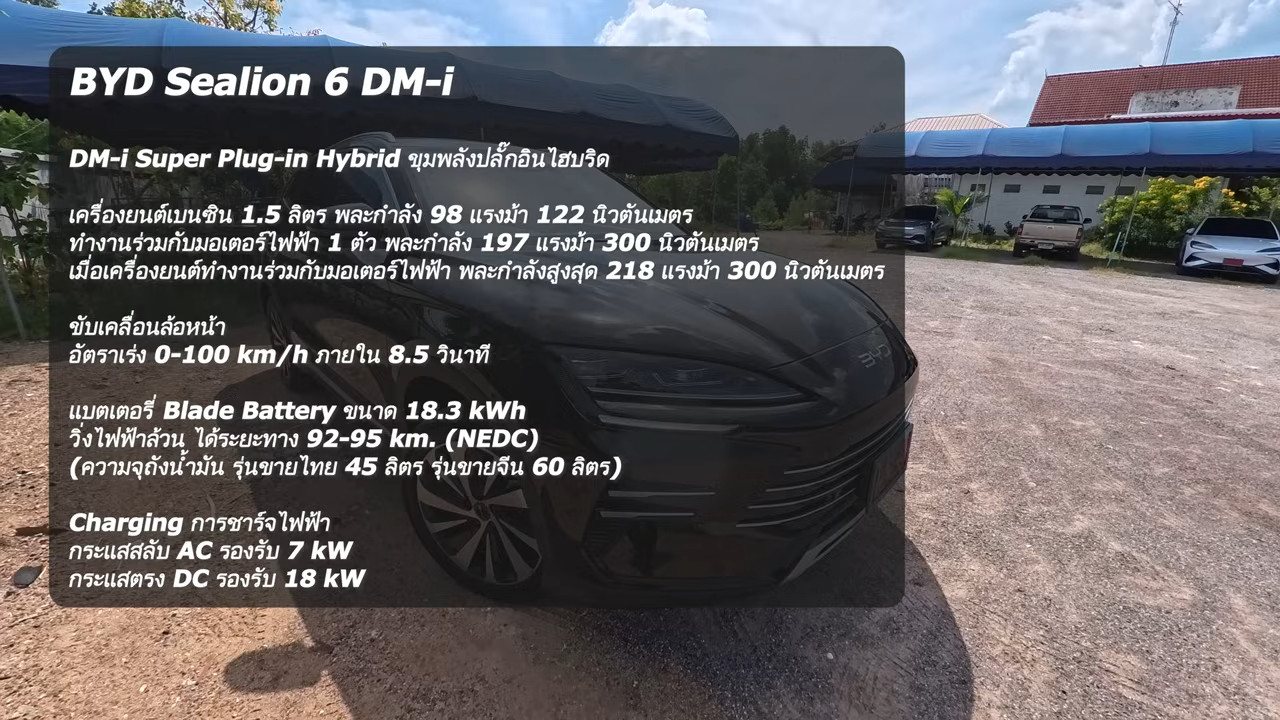 BYD Sealion 6 DM-i
DM-i Super Plug-in Hybrid ขุมพลังปลั๊กอินไฮบริด
เครื่องยนต์เบนซิน 1.5 ลิตร พละกำลัง 98 แรงม้า 122 นิวตันเมตร
ทำงานร่วมกับมอเตอร์ไฟฟ้า 1 ตัว พละกำลัง 197 แรงม้า 300 นิวตันเมตร
เมื่อเครื่องยนต์ทำงานร่วมกับมอเตอร์ไฟฟ้า พละกำลังสูงสุด 218 แรงม้า 300 นิวตันเมตร
ขับเคลื่อนล้อหน้า
อัตราเร่ง 0-100 km/h ภายใน 8.5 วินาที
แบตเตอรี่ Blade Battery ขนาด 18.3 kWh
วิ่งไฟฟ้าล้วน ได้ระยะทาง 92-95 km. (NEDC)
(ความจุถังน้ำมัน รุ่นขายไทย 45 ลิตร รุ่นขายจีน 60 ลิตร)
Charging การชาร์จไฟฟ้า
กระแสสลับ AC รองรับ 7 kW
กระแสตรง DC รองรับ 18 kW
BYD